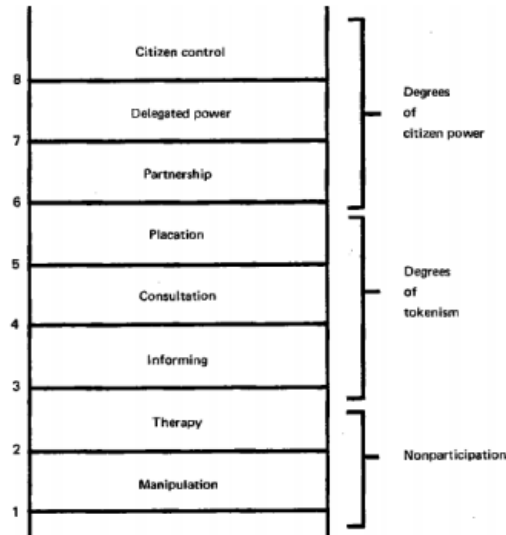 Citizen control
8
Delegated power
7
Partnership
6
Placation
5
Consultation
4
Informing
3
Therapy
2
Manipulation
1
Degrees
of
citizen power
Degrees
of
tokenism
Nonparticipation